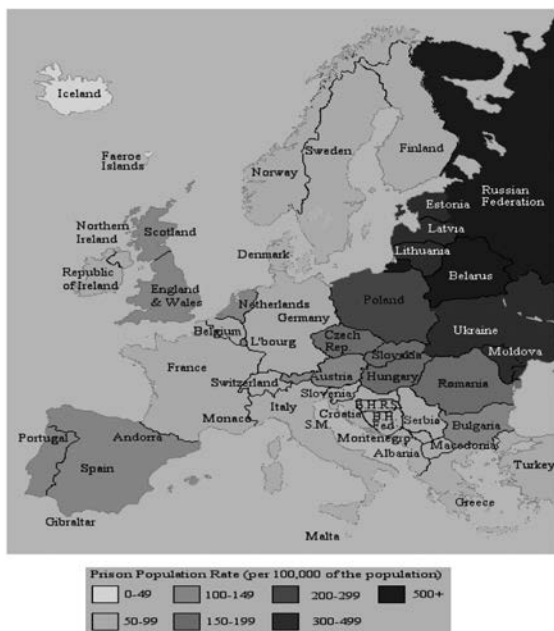 Iceland
Faeroe
Islands
Norway
Sweden
Finland
Russian
Federation
Estonia
Latvia
Lithuania
Belarus
Northern
Ireland
Scotland
Republic
of Ireland
England
& Wales
Denmark
Netherlands
Germany
Poland
Belgium
L'bourg
Czech
Rep.
Slovakia
Ukraine
Moldova
France
Switzerland
Austria
Hungary
Romania
Slovenia
Italy
Croatia
B.H.R.S.
B.H.
Fed.
Serbia
Monaco
S.M.
Bulgaria
Montenegro
Macedonia
Albania
Turkey
Greece
Portugal
Andorra
Spain
Gibraltar
Malta
Prison Population Rate (per 100,000 of the population)
0-49 100-149 200-299 500+
50-99 150-199 300-499